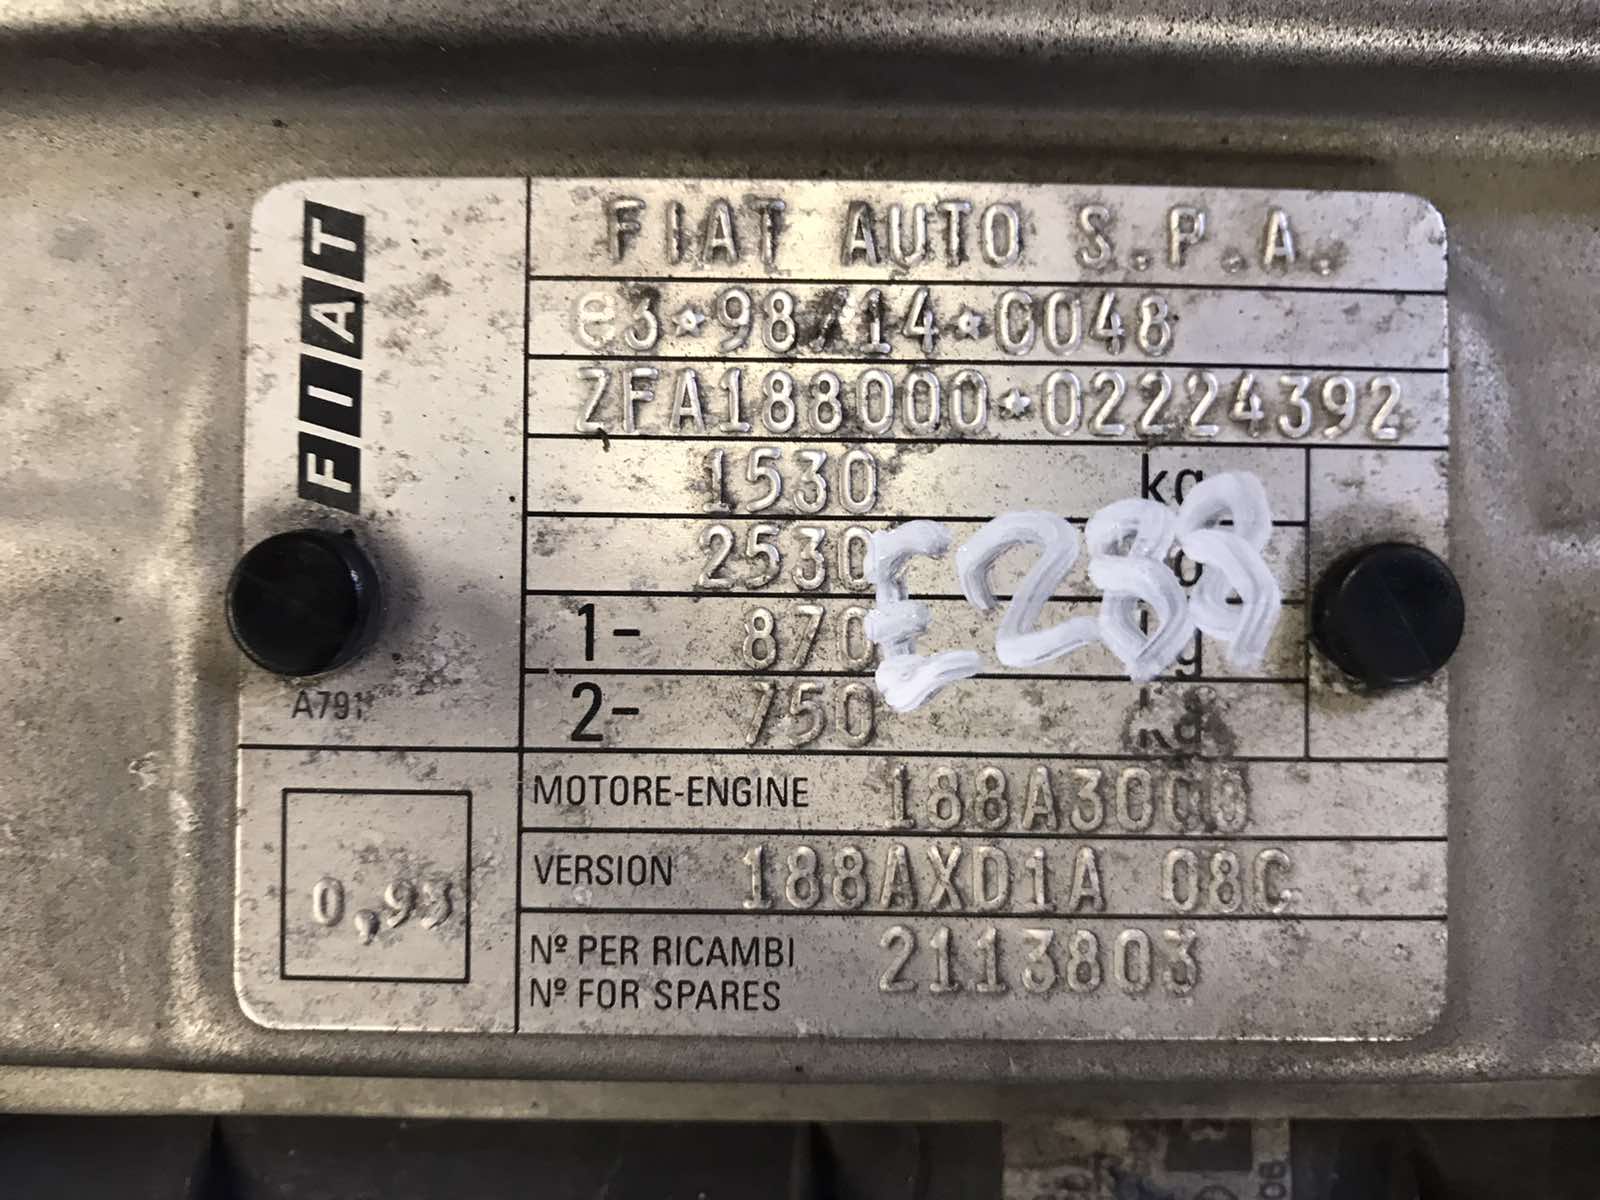 FIAT
FIAT AUTO S.P.A.
e3*98/14*0048
ZFA188000*02224392
1530 kg
2530
1- 870
2- 750 kg
A791
MOTORE-ENGINE 188A3000
VERSION 188AXD1A 08C
Nº PER RICAMBI
Nº FOR SPARES 2113803
0,93